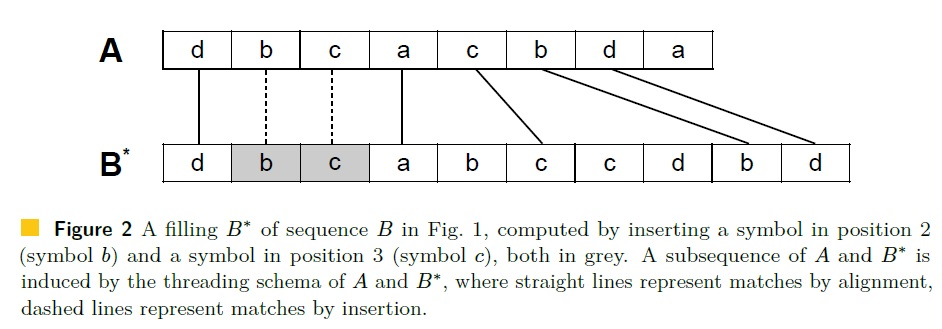 A d b c a c b d a
B* d b c a b c c d b d
Figure 2 A filling B* of sequence B in Fig. 1, computed by inserting a symbol in position 2
(symbol b) and a symbol in position 3 (symbol c), both in grey. A subsequence of A and B* is
induced by the threading schema of A and B*, where straight lines represent matches by alignment,
dashed lines represent matches by insertion.